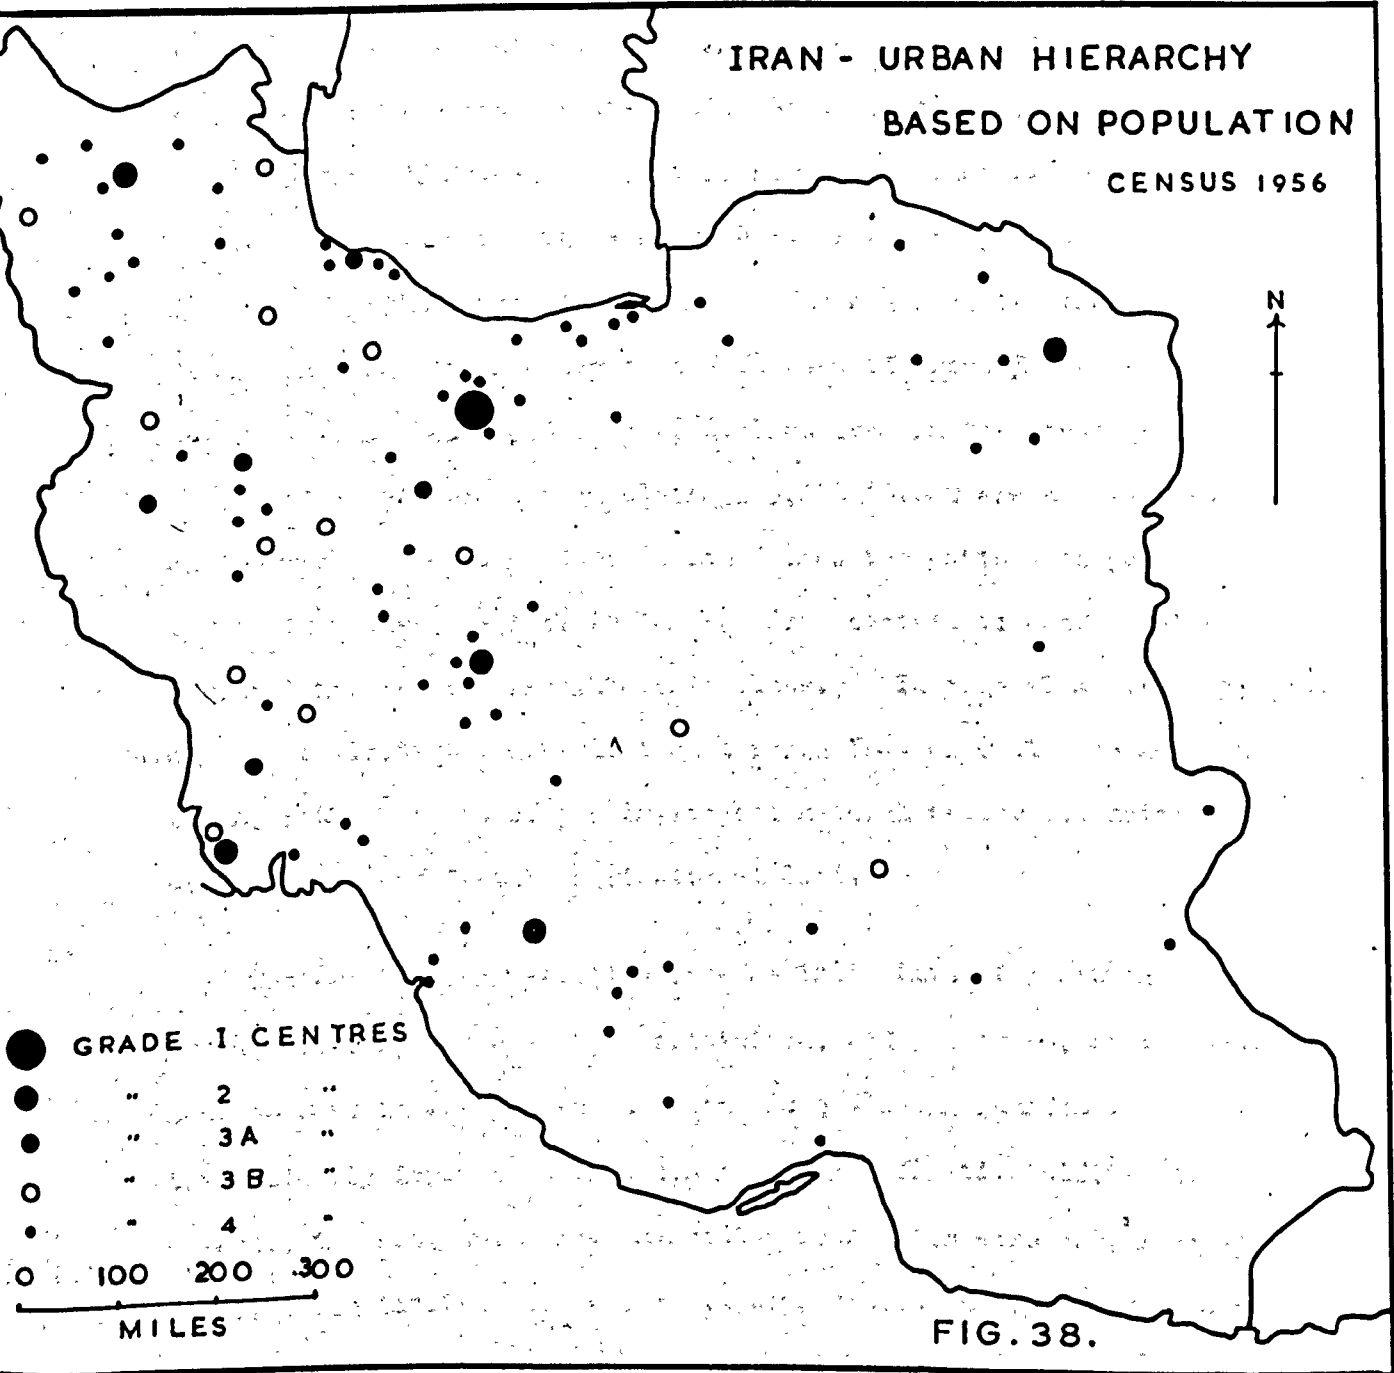 IRAN - URBAN HIERARCHY
BASED ON POPULATION
CENSUS 1956
N
GRADE I CENTRES
" 2 "
" 3A "
" 3B "
" 4 "
0 100 200 300
MILES
FIG. 38.